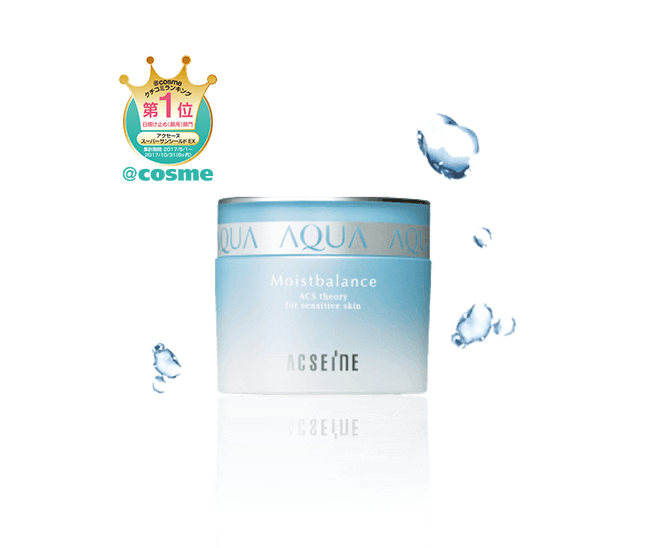 @cosme
クチコミランキング
第1位
日焼け止め(顔用)部門
アクセーヌ
スーパーサンシールドEX
集計期間:2017/5/1〜
2017/10/31(6ヶ月)
@cosme
AQUA AQUA AQUA
Moistbalance
ACS theory
for sensitive skin
ACSEINE
ACSEINE